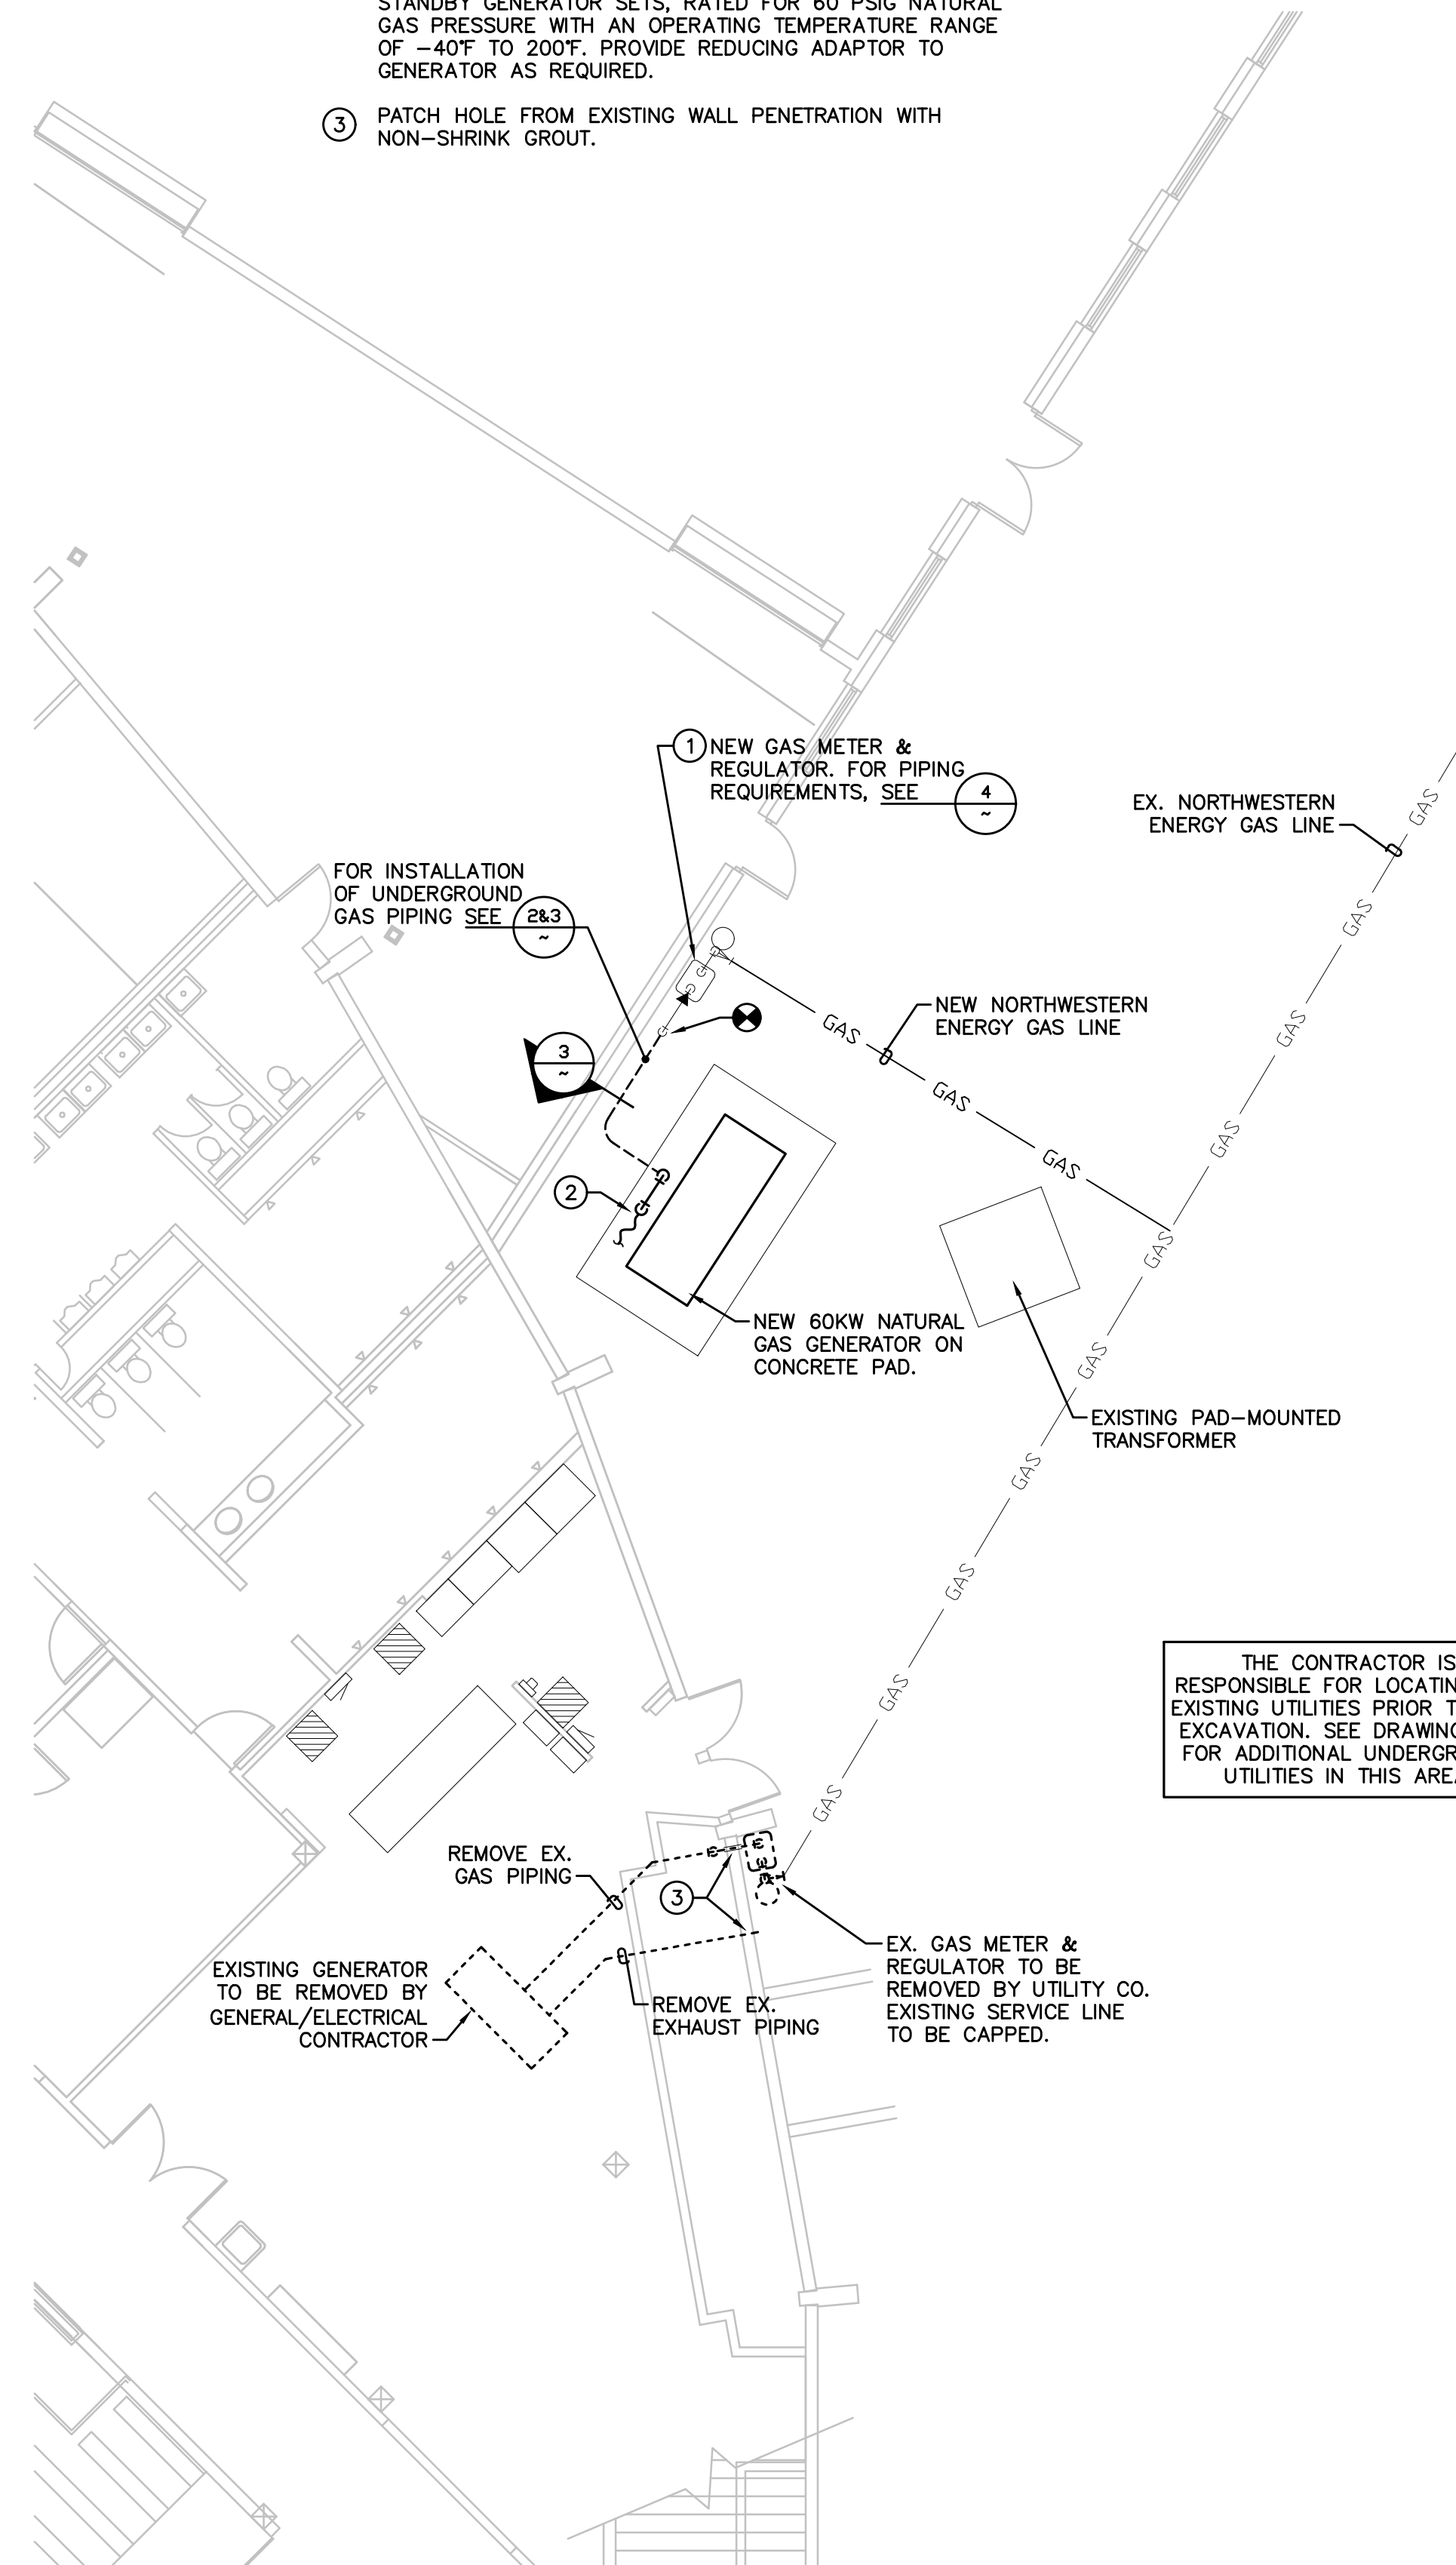 STANDBY GENERATOR SETS, RATED FOR 60 PSIG NATURAL
GAS PRESSURE WITH AN OPERATING TEMPERATURE RANGE
OF -40°F TO 200°F. PROVIDE REDUCING ADAPTOR TO
GENERATOR AS REQUIRED.
3 PATCH HOLE FROM EXISTING WALL PENETRATION WITH
NON-SHRINK GROUT.
1 NEW GAS METER &
REGULATOR. FOR PIPING
REQUIREMENTS, SEE
4
~
EX. NORTHWESTERN
ENERGY GAS LINE
FOR INSTALLATION
OF UNDERGROUND
GAS PIPING SEE
2&3
~
NEW NORTHWESTERN
ENERGY GAS LINE
3
~
2
GAS
GAS
GAS
GAS
GAS
GAS
GAS
GAS
GAS
GAS
GAS
GAS
GAS
NEW 60KW NATURAL
GAS GENERATOR ON
CONCRETE PAD.
EXISTING PAD-MOUNTED
TRANSFORMER
THE CONTRACTOR IS
RESPONSIBLE FOR LOCATIN
EXISTING UTILITIES PRIOR T
EXCAVATION. SEE DRAWING
FOR ADDITIONAL UNDERGR
UTILITIES IN THIS AREA
REMOVE EX.
GAS PIPING
3
EXISTING GENERATOR
TO BE REMOVED BY
GENERAL/ELECTRICAL
CONTRACTOR
REMOVE EX.
EXHAUST PIPING
EX. GAS METER &
REGULATOR TO BE
REMOVED BY UTILITY CO.
EXISTING SERVICE LINE
TO BE CAPPED.